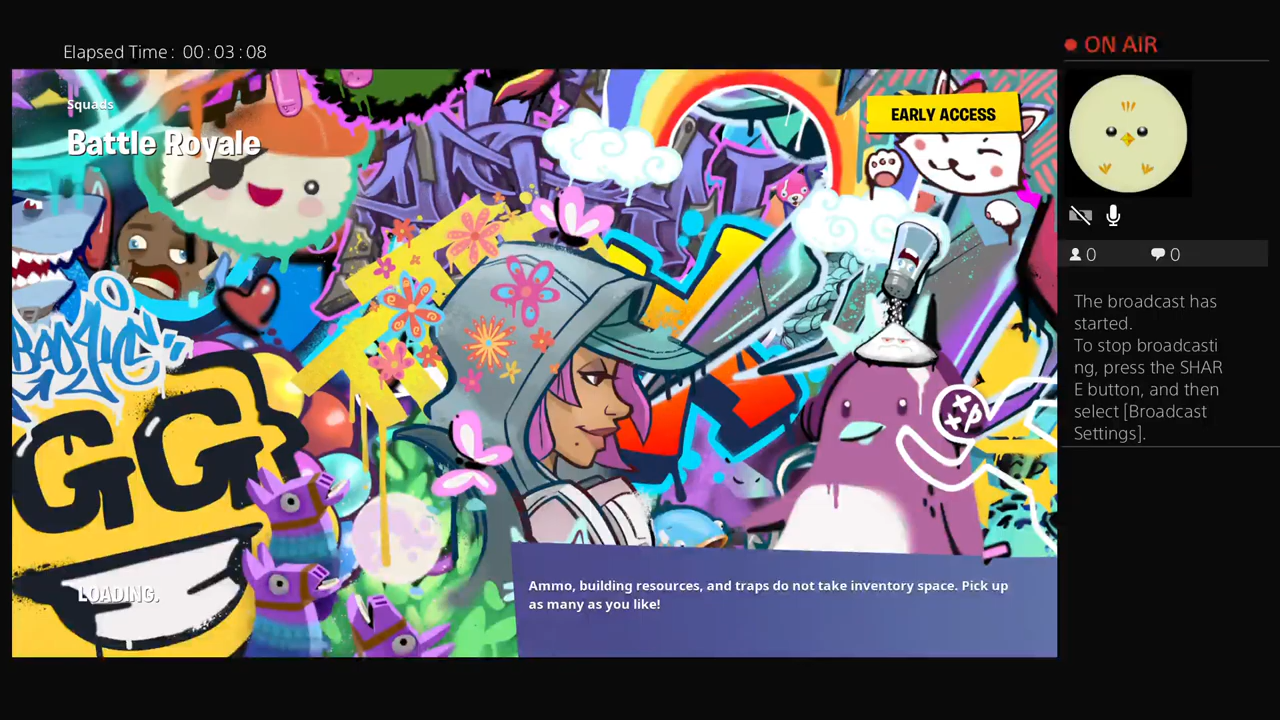 Elapsed Time: 00:03:08
ON AIR
Squads
Battle Royale
EARLY ACCESS
0
0
The broadcast has
started.
To stop broadcasti
ng, press the SHAR
E button, and then
select [Broadcast
Settings].
GG
LOADING.
Ammo, building resources, and traps do not take inventory space. Pick up
as many as you like!